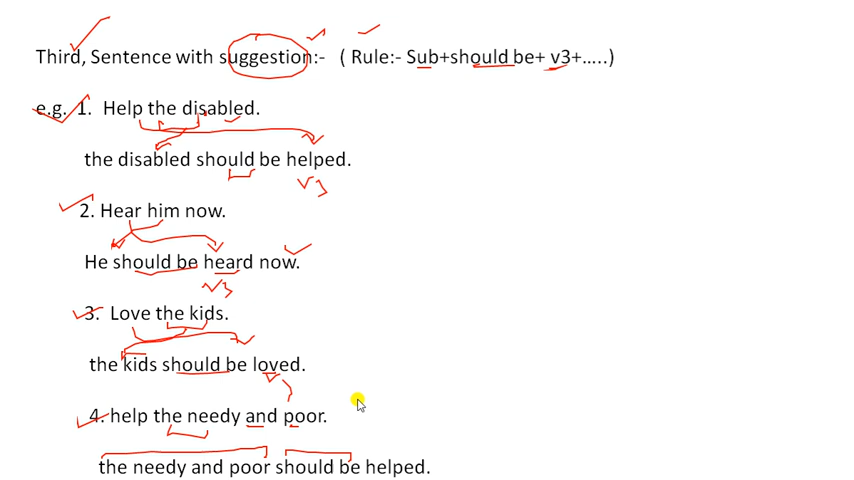 Third, Sentence with suggestion:- ( Rule:- Sub+should be+ v3+…..)
e.g. 1. Help the disabled.
the disabled should be helped.
V3
2. Hear him now.
He should be heard now.
V3
3. Love the kids.
the kids should be loved.
4. help the needy and poor.
the needy and poor should be helped.